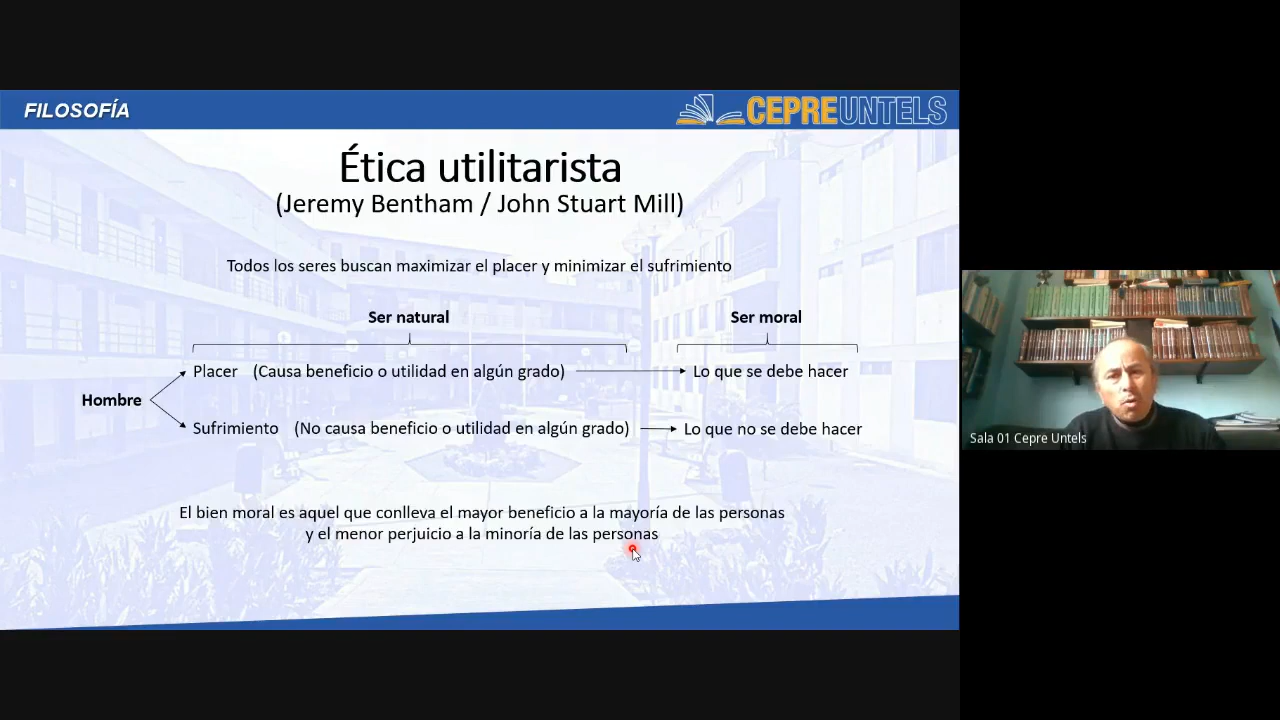 FILOSOFÍA
CEPREUNTELS
Ética utilitarista
(Jeremy Bentham / John Stuart Mill)
Todos los seres buscan maximizar el placer y minimizar el sufrimiento
Ser natural
Ser moral
Placer (Causa beneficio o utilidad en algún grado)
Lo que se debe hacer
Hombre
Sufrimiento (No causa beneficio o utilidad en algún grado)
Lo que no se debe hacer
Sala 01 Cepre Untels
El bien moral es aquel que conlleva el mayor beneficio a la mayoría de las personas
y el menor perjuicio a la minoría de las personas